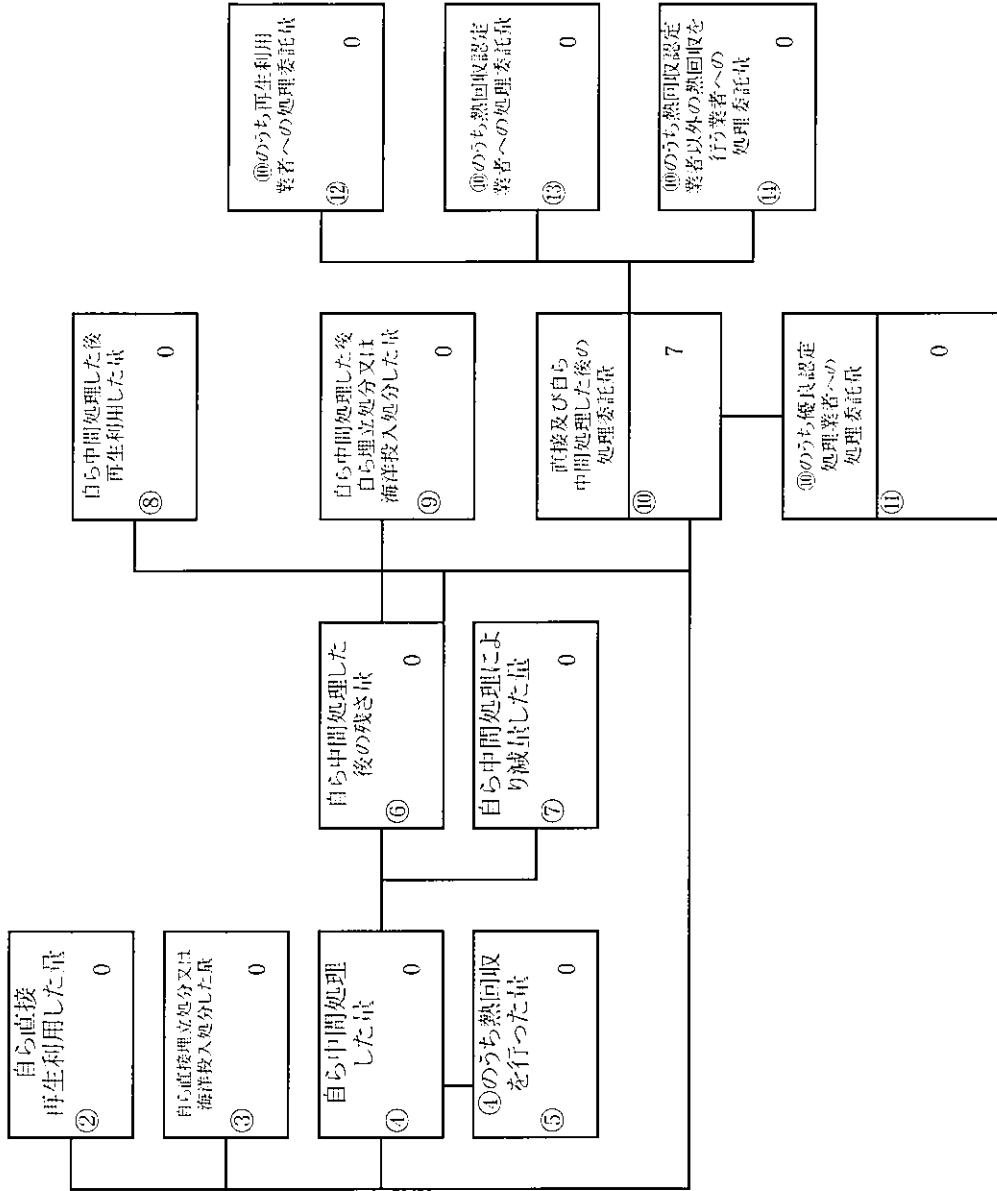 自ら直接
再生利用した量
②
0
自ら直接埋立処分又は
海洋投入処分した量
③
0
自ら中間処理
した量
④
0
④のうち熱回収
を行った量
⑤
0
自ら中間処理した
後の残さ量
⑥
0
自ら中間処理によ
り減量した量
⑦
0
自ら中間処理した後
再生利用した量
⑧
0
自ら中間処理した後
自ら埋立処分又は
海洋投入処分した量
⑨
0
直接及び自ら
中間処理した後の
処理委託量
⑩
7
⑩のうち優良認定
処理業者への
処理委託量
⑪
0
⑩のうち再生利用
業者への処理委託量
⑫
0
⑩のうち熱回収認定
業者への処理委託量
⑬
0
⑩のうち熱回収認定
業者以外の熱回収を
行う業者への
処理委託量
⑭
0